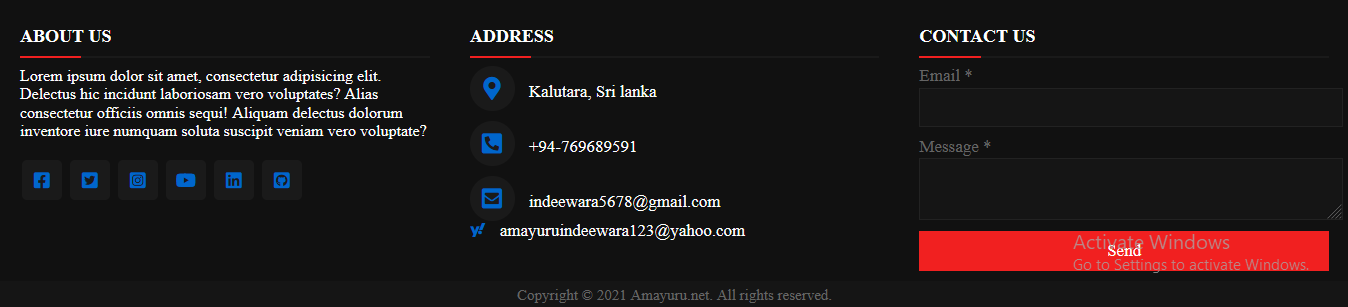 ABOUT US
Lorem ipsum dolor sit amet, consectetur adipisicing elit.
Delectus hic incidunt laboriosam vero voluptates? Alias
consectetur officiis omnis sequi! Aliquam delectus dolorum
inventore iure numquam soluta suscipit veniam vero voluptate?
ADDRESS
Kalutara, Sri lanka
+94-769689591
indeewara5678@gmail.com
y! amayuruindeewara123@yahoo.com
CONTACT US
Email *
Message *
Send
Activate Windows
Go to Settings to activate Windows.
Copyright © 2021 Amayuru.net. All rights reserved.